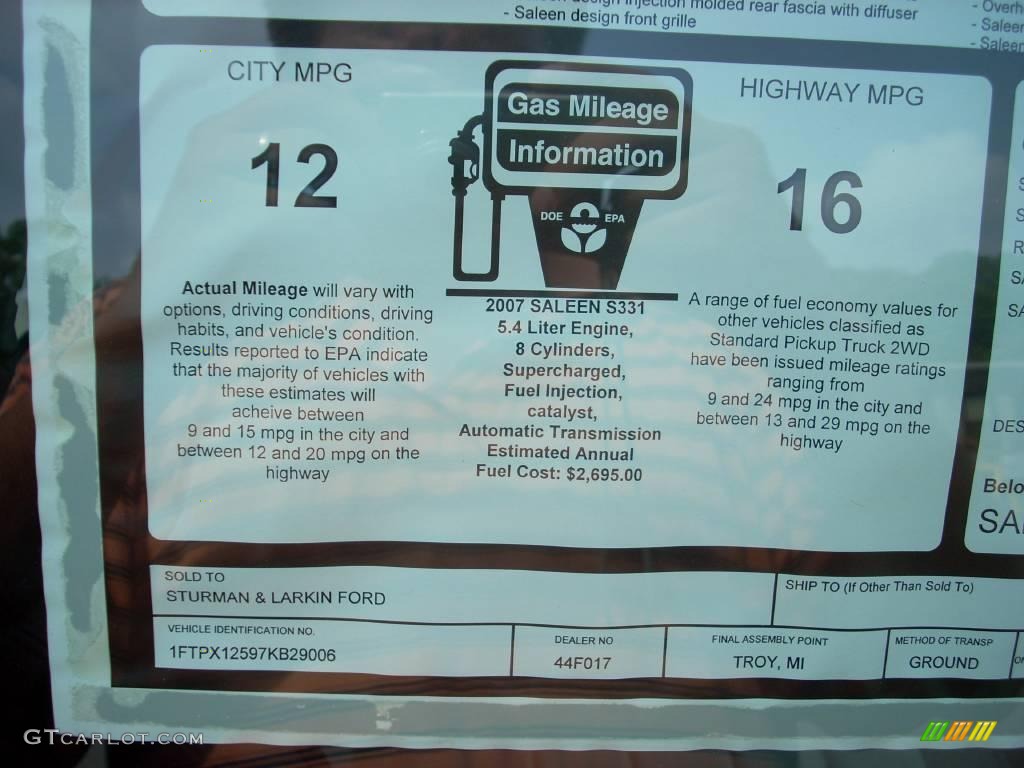 design injection molded rear fascia with diffuser
- Saleen design front grille
- Saleen
- Saleen
CITY MPG
12
Gas Mileage
Information
DOE EPA
HIGHWAY MPG
16
Actual Mileage will vary with
options, driving conditions, driving
habits, and vehicle's condition.
Results reported to EPA indicate
that the majority of vehicles with
these estimates will
acheive between
9 and 15 mpg in the city and
between 12 and 20 mpg on the
highway
2007 SALEEN S331
5.4 Liter Engine,
8 Cylinders,
Supercharged,
Fuel Injection,
catalyst,
Automatic Transmission
Estimated Annual
Fuel Cost: $2,695.00
A range of fuel economy values for
other vehicles classified as
Standard Pickup Truck 2WD
have been issued mileage ratings
ranging from
9 and 24 mpg in the city and
between 13 and 29 mpg on the
highway
DES
Belo
SA
SOLD TO
STURMAN & LARKIN FORD
SHIP TO (If Other Than Sold To)
VEHICLE IDENTIFICATION NO.
1FTPX12597KB29006
DEALER NO
44F017
FINAL ASSEMBLY POINT
TROY, MI
METHOD OF TRANSP
GROUND
GTCARLOT.COM